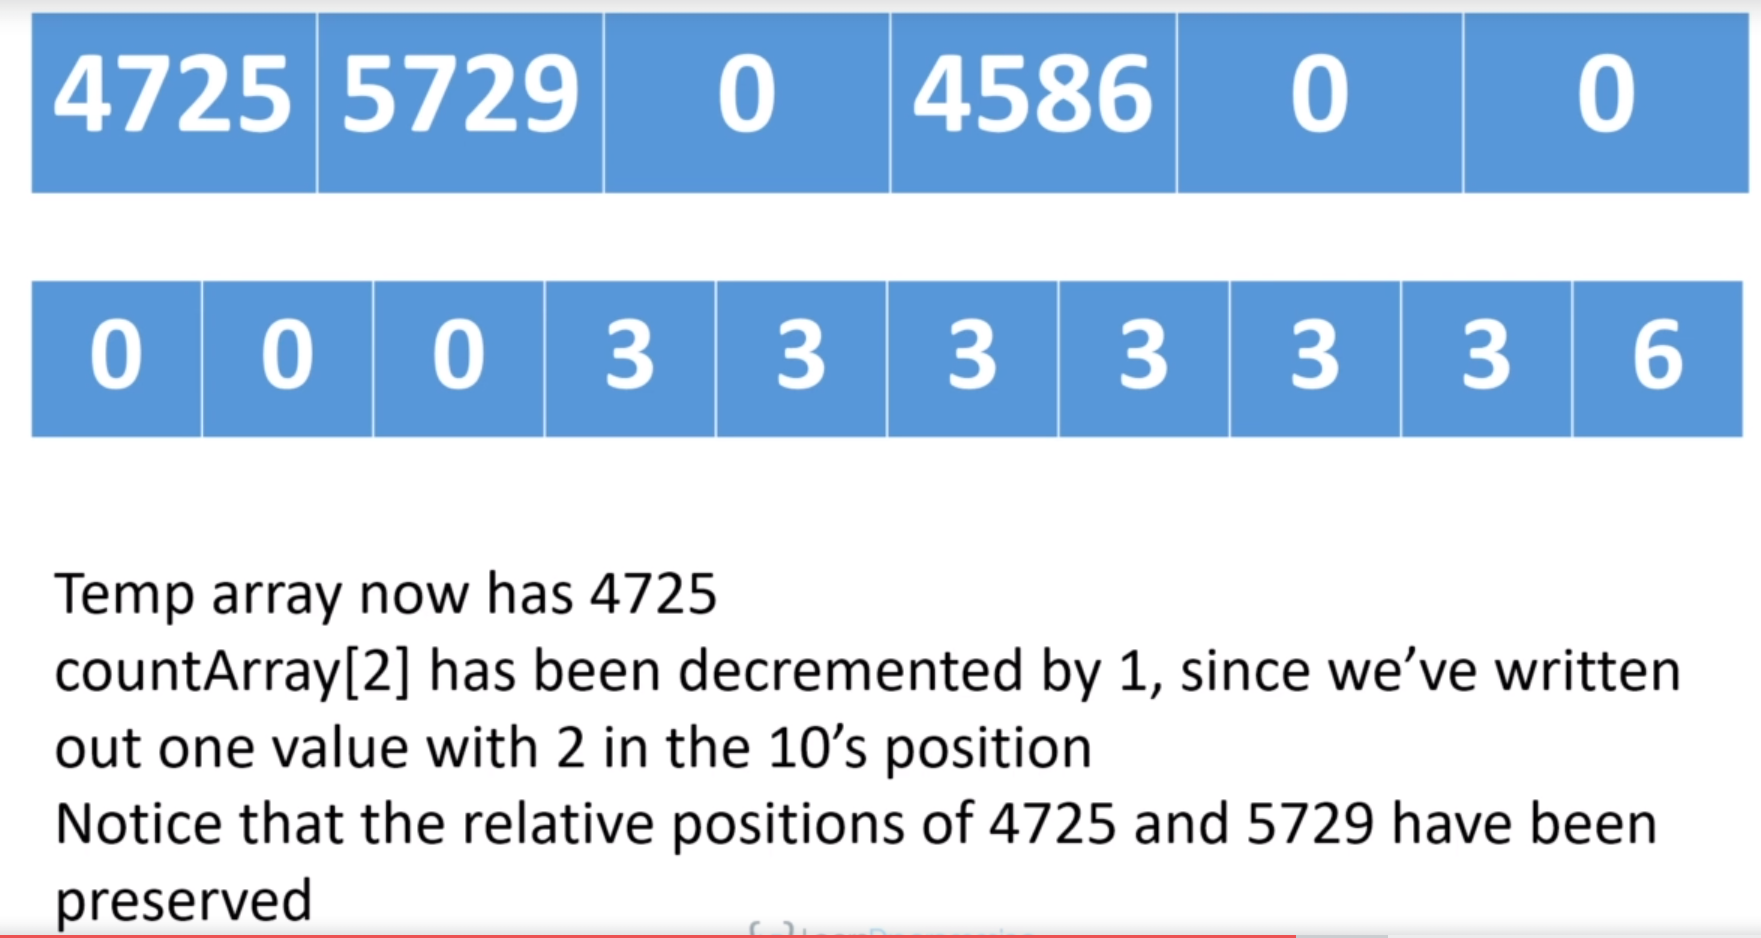 4725 5729 0 4586 0 0
0 0 0 3 3 3 3 3 3 6
Temp array now has 4725
countArray[2] has been decremented by 1, since we’ve written
out one value with 2 in the 10’s position
Notice that the relative positions of 4725 and 5729 have been
preserved